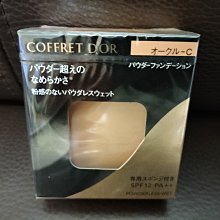 COFFRET D'OR
オークル-C
パウダーファンデーション
パウダー超えの
なめらかさ*
粉感のないパウダレスウェット
専用スポンジ付き
SPF12・PA++
POWDERLESS WET